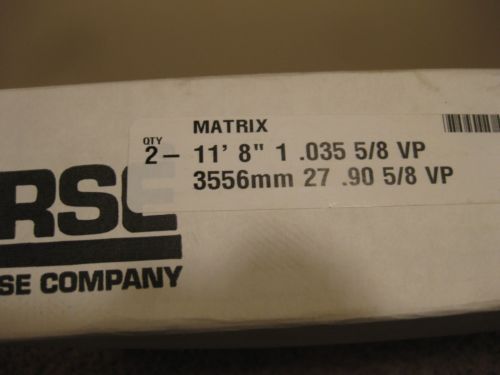 MATRIX
QTY
2- 11' 8" 1 .035 5/8 VP
3556mm 27 .90 5/8 VP
RSE
SE COMPANY